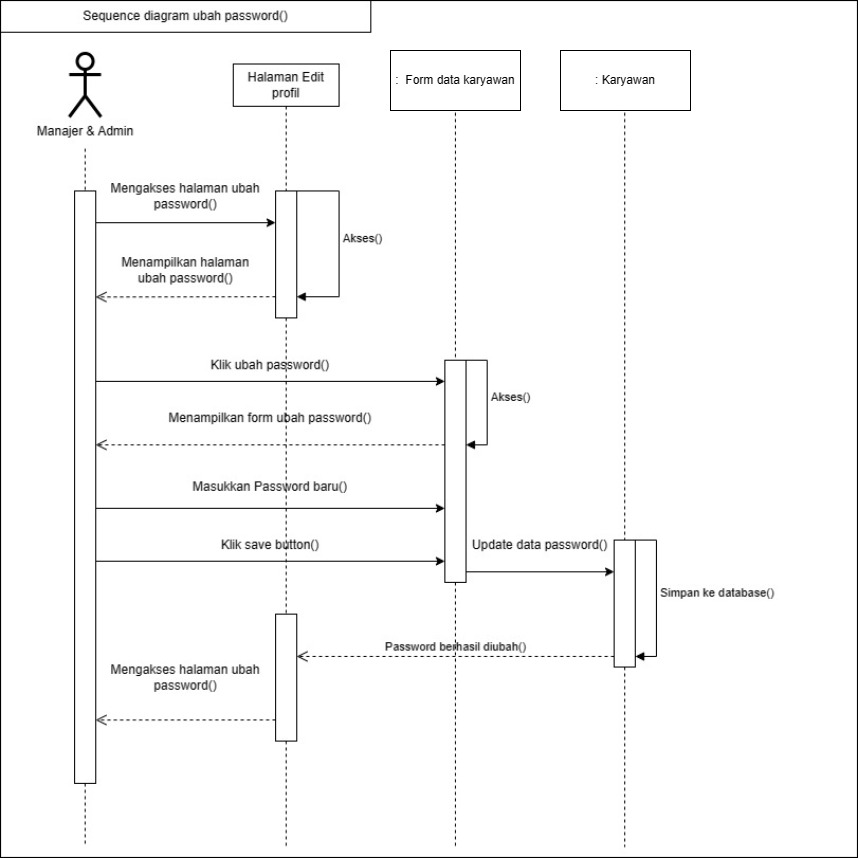 Sequence diagram ubah password()
Manajer & Admin
Halaman Edit
profil
: Form data karyawan
: Karyawan
Mengakses halaman ubah
password()
Akses()
Menampilkan halaman
ubah password()
Klik ubah password()
Akses()
Menampilkan form ubah password()
Masukkan Password baru()
Klik save button()
Update data password()
Simpan ke database()
Password berhasil diubah()
Mengakses halaman ubah
password()